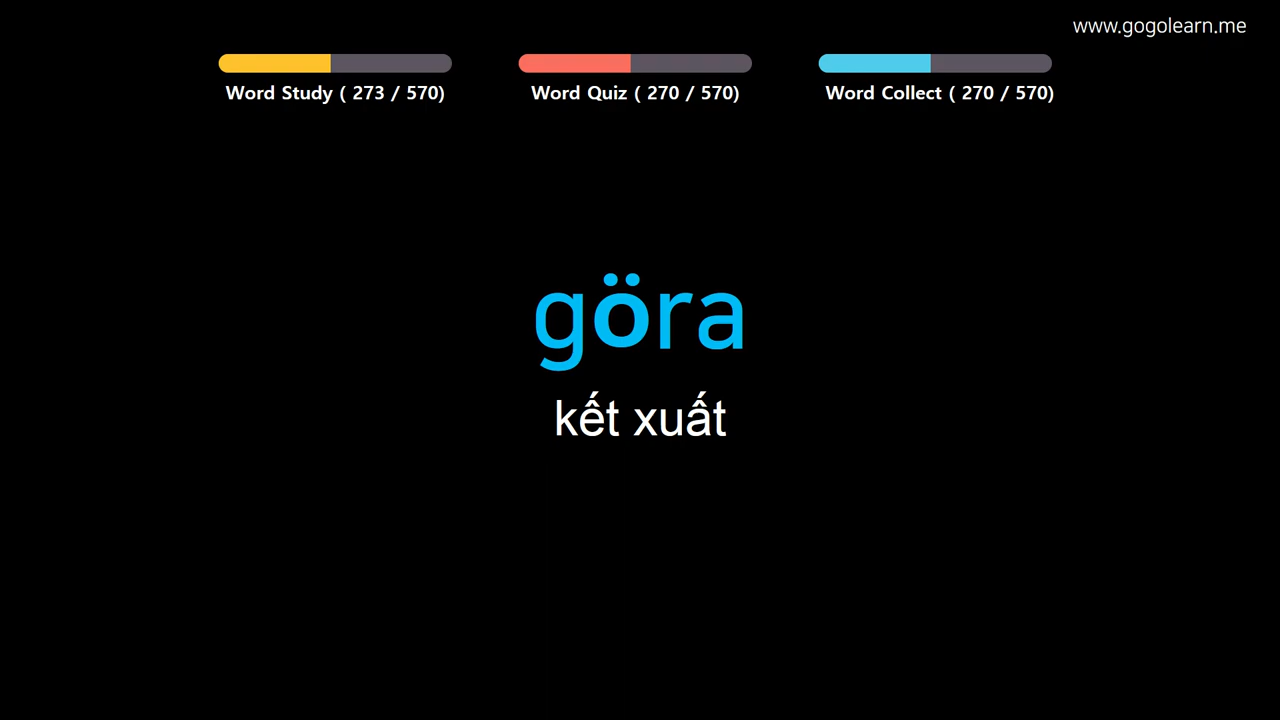 www.gogolearn.me
Word Study ( 273 / 570)
Word Quiz ( 270 / 570)
Word Collect ( 270 / 570)
göra
kết xuất